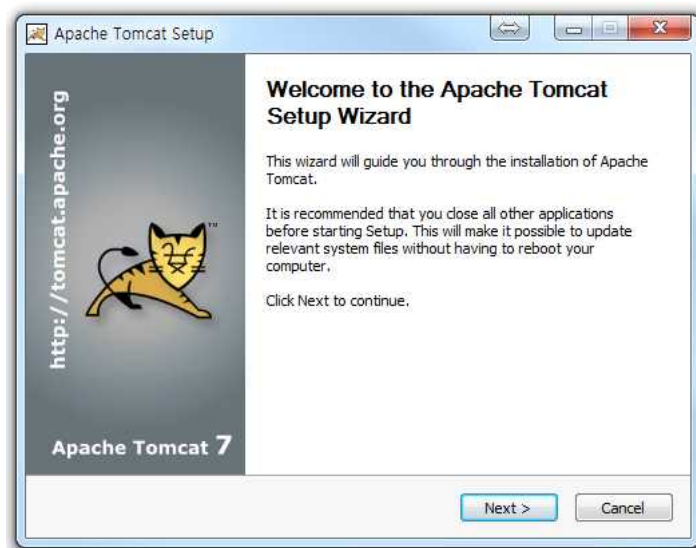 Apache Tomcat Setup
http://tomcat.apache.org
Apache Tomcat 7
Welcome to the Apache Tomcat
Setup Wizard
This wizard will guide you through the installation of Apache
Tomcat.
It is recommended that you close all other applications
before starting Setup. This will make it possible to update
relevant system files without having to reboot your
computer.
Click Next to continue.
Next >
Cancel
TM